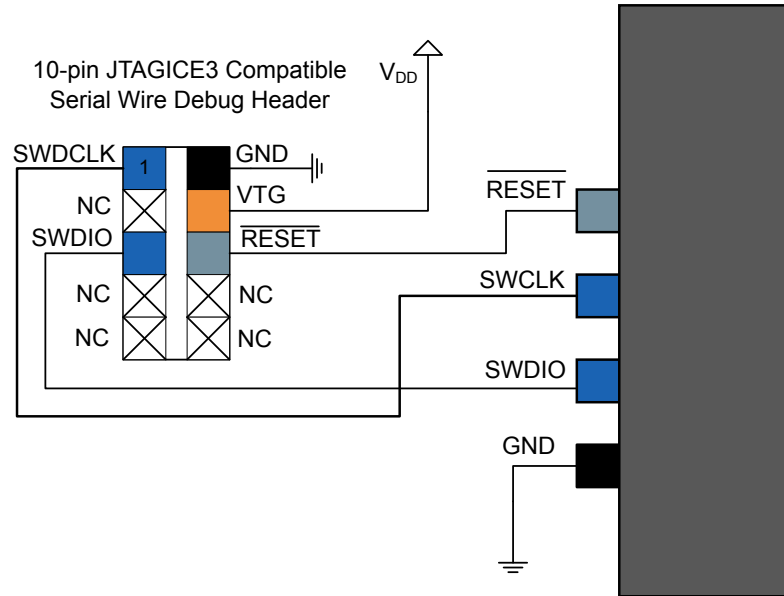 10-pin JTAGICE3 Compatible
Serial Wire Debug Header
VDD
SWDCLK
1
GND
NC
VTG
SWDIO
RESET
NC
NC
NC
NC
RESET
SWCLK
SWDIO
GND